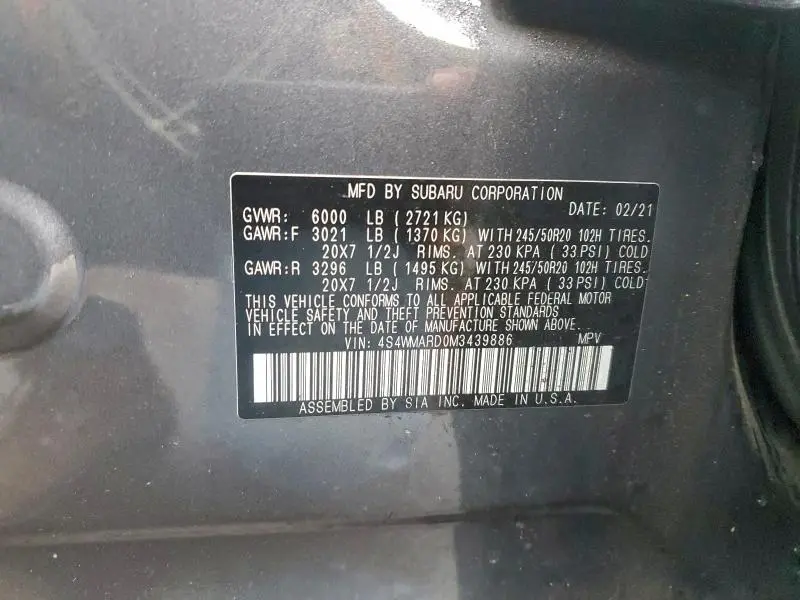 MFD BY SUBARU CORPORATION
DATE: 02/21
GVWR: 6000 LB ( 2721 KG)
GAWR:F 3021 LB ( 1370 KG) WITH 245/50R20 102H TIRES.
20X7 1/2J RIMS. AT 230 KPA ( 33 PSI) COLD
GAWR:R 3296 LB ( 1495 KG) WITH 245/50R20 102H TIRES.
20X7 1/2J RIMS. AT 230 KPA ( 33 PSI) COLD
THIS VEHICLE CONFORMS TO ALL APPLICABLE FEDERAL MOTOR
VEHICLE SAFETY AND THEFT PREVENTION STANDARDS
IN EFFECT ON THE DATE OF MANUFACTURE SHOWN ABOVE.
VIN: 4S4WMARD0M3439886 MPV
ASSEMBLED BY SIA INC. MADE IN U.S.A.